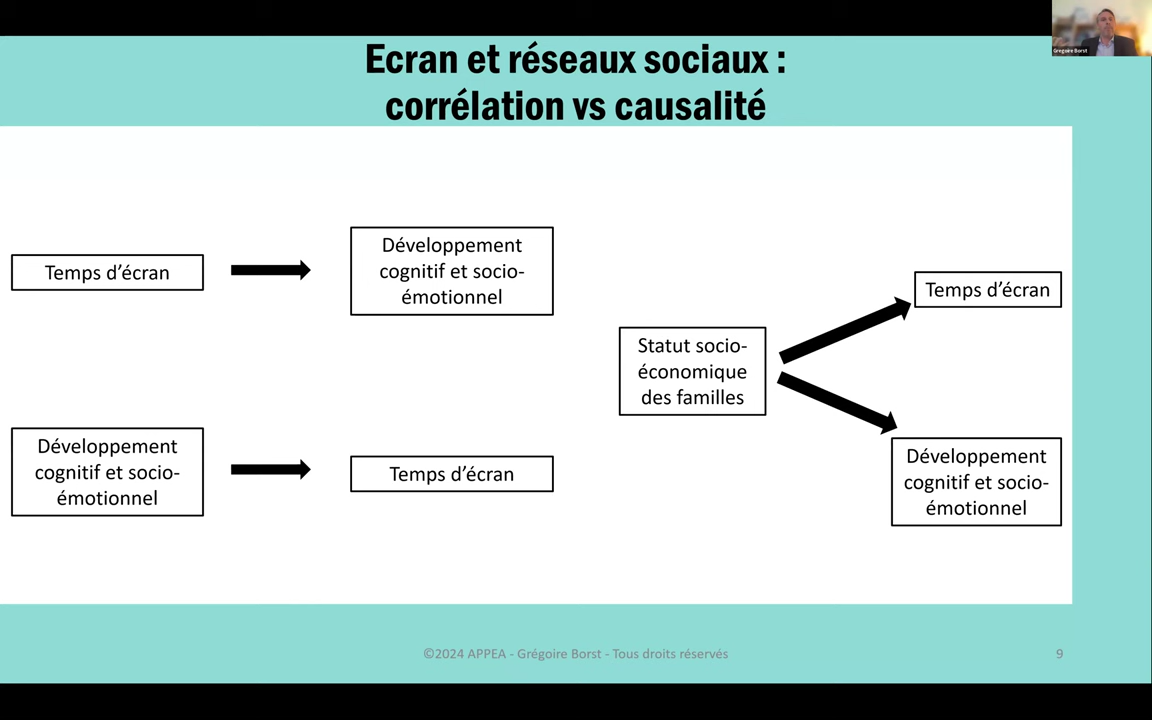 Grégoire Borst
Ecran et réseaux sociaux :
corrélation vs causalité
Temps d'écran
Développement
cognitif et socio-
émotionnel
Développement
cognitif et socio-
émotionnel
Temps d'écran
Statut socio-
économique
des familles
Temps d'écran
Développement
cognitif et socio-
émotionnel
©2024 APPEA - Grégoire Borst - Tous droits réservés
9